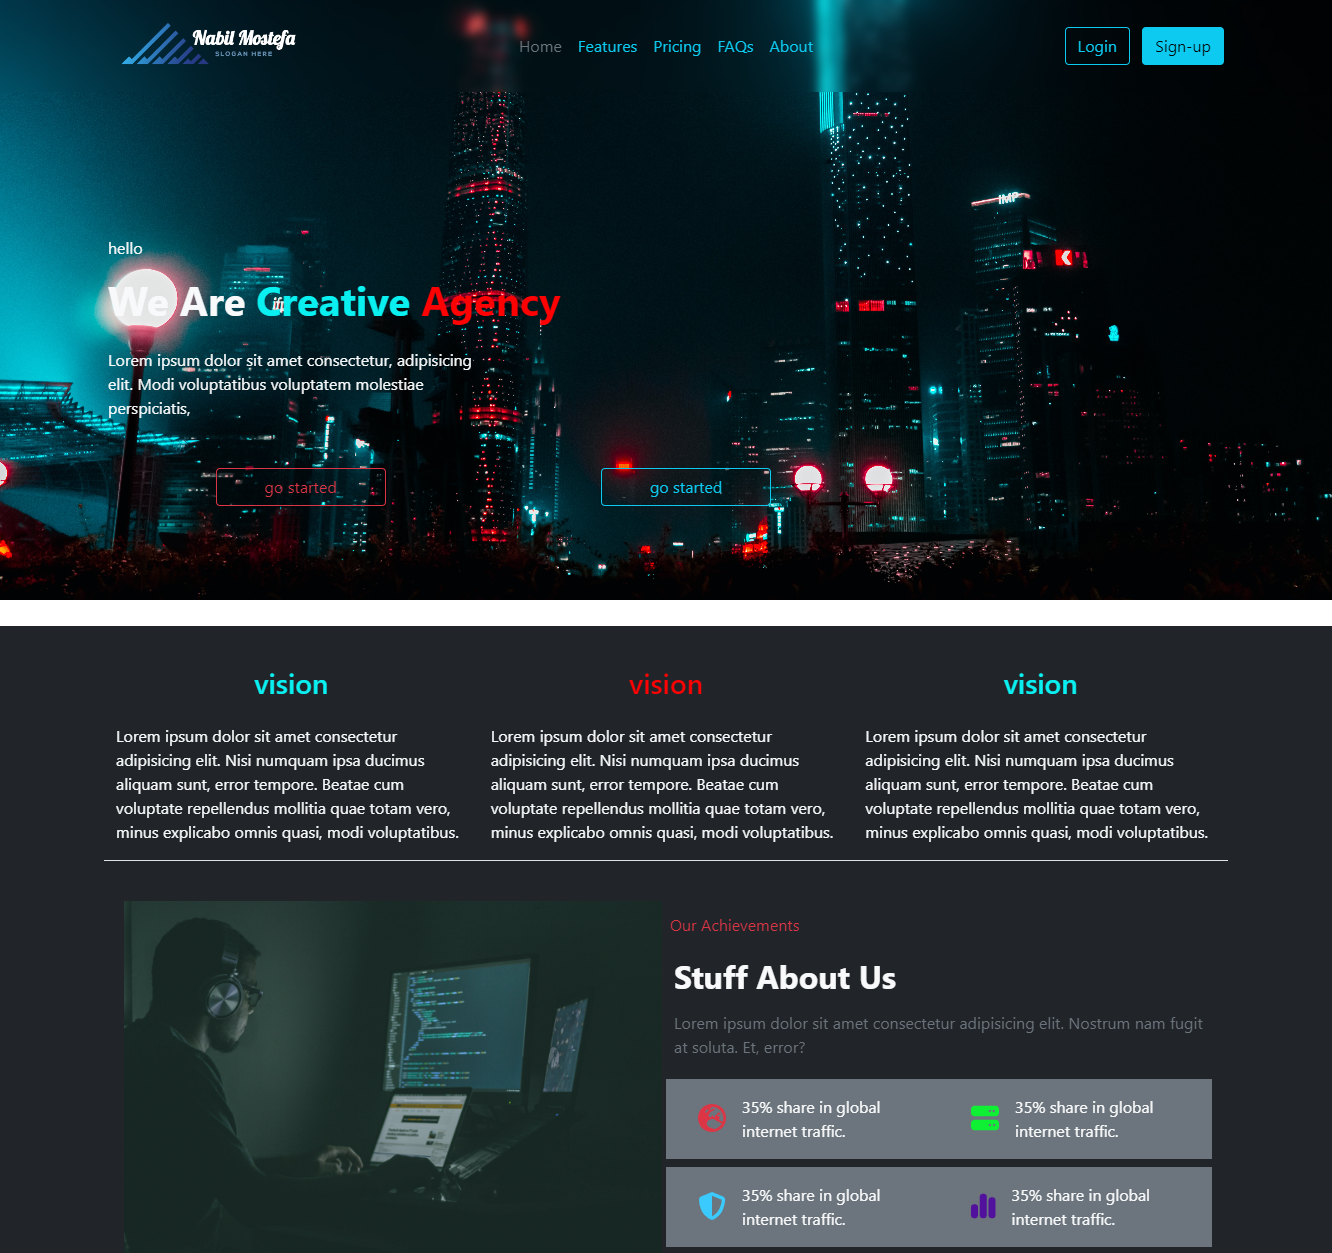 Nabil Mostefa
SLOGAN HERE
Home Features Pricing FAQs About
Login Sign-up
IMP
hello
We Are Creative Agency
Lorem ipsum dolor sit amet consectetur, adipisicing
elit. Modi voluptatibus voluptatem molestiae
perspiciatis,
go started go started
vision
Lorem ipsum dolor sit amet consectetur
adipisicing elit. Nisi numquam ipsa ducimus
aliquam sunt, error tempore. Beatae cum
voluptate repellendus mollitia quae totam vero,
minus explicabo omnis quasi, modi voluptatibus.
vision
Lorem ipsum dolor sit amet consectetur
adipisicing elit. Nisi numquam ipsa ducimus
aliquam sunt, error tempore. Beatae cum
voluptate repellendus mollitia quae totam vero,
minus explicabo omnis quasi, modi voluptatibus.
vision
Lorem ipsum dolor sit amet consectetur
adipisicing elit. Nisi numquam ipsa ducimus
aliquam sunt, error tempore. Beatae cum
voluptate repellendus mollitia quae totam vero,
minus explicabo omnis quasi, modi voluptatibus.
Our Achievements
Stuff About Us
Lorem ipsum dolor sit amet consectetur adipisicing elit. Nostrum nam fugit
at soluta. Et, error?
35% share in global
internet traffic.
35% share in global
internet traffic.
35% share in global
internet traffic.
35% share in global
internet traffic.